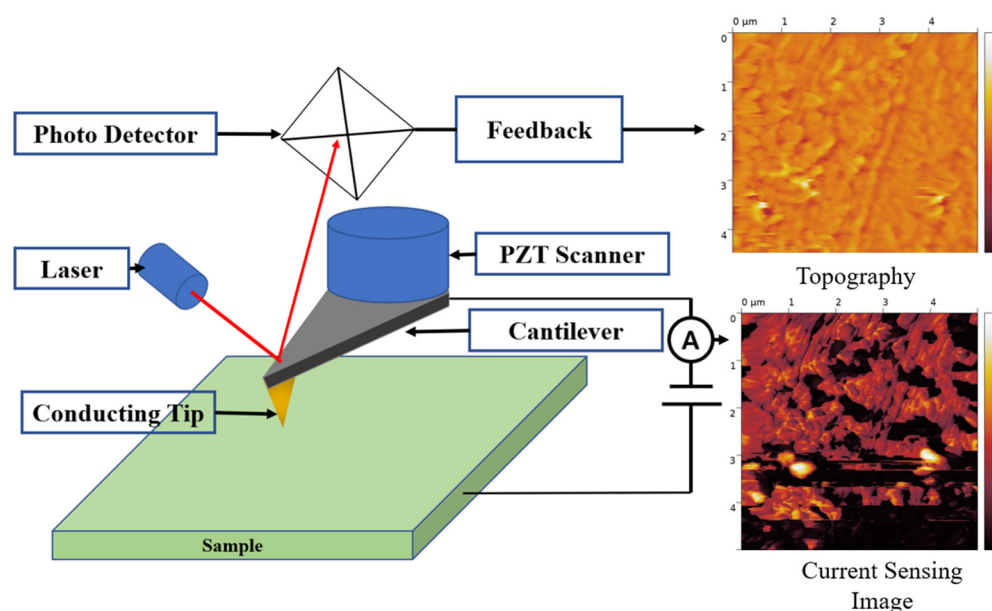 0 µm 1 2 3 4
0
1
2
3
4
Photo Detector
Feedback
Laser
PZT Scanner
Topography
0 µm 1 2 3 4
Cantilever
A
0
1
2
3
4
Conducting Tip
Sample
Current Sensing
Image